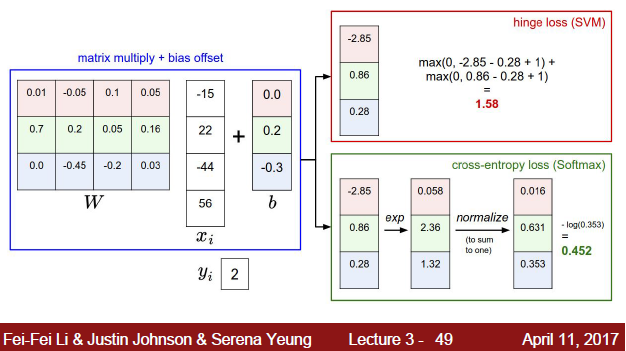 matrix multiply + bias offset
0.01 -0.05 0.1 0.05
0.7 0.2 0.05 0.16
0.0 -0.45 -0.2 0.03
W
-15
22
-44
56
x_i
+
0.0
0.2
-0.3
b
y_i 2
hinge loss (SVM)
-2.85
0.86
0.28
max(0, -2.85 - 0.28 + 1) +
max(0, 0.86 - 0.28 + 1)
=
1.58
cross-entropy loss (Softmax)
-2.85
0.86
0.28
exp
0.058
2.36
1.32
normalize
(to sum
to one)
0.016
0.631
0.353
- log(0.353)
=
0.452
Fei-Fei Li & Justin Johnson & Serena Yeung Lecture 3 - 49 April 11, 2017